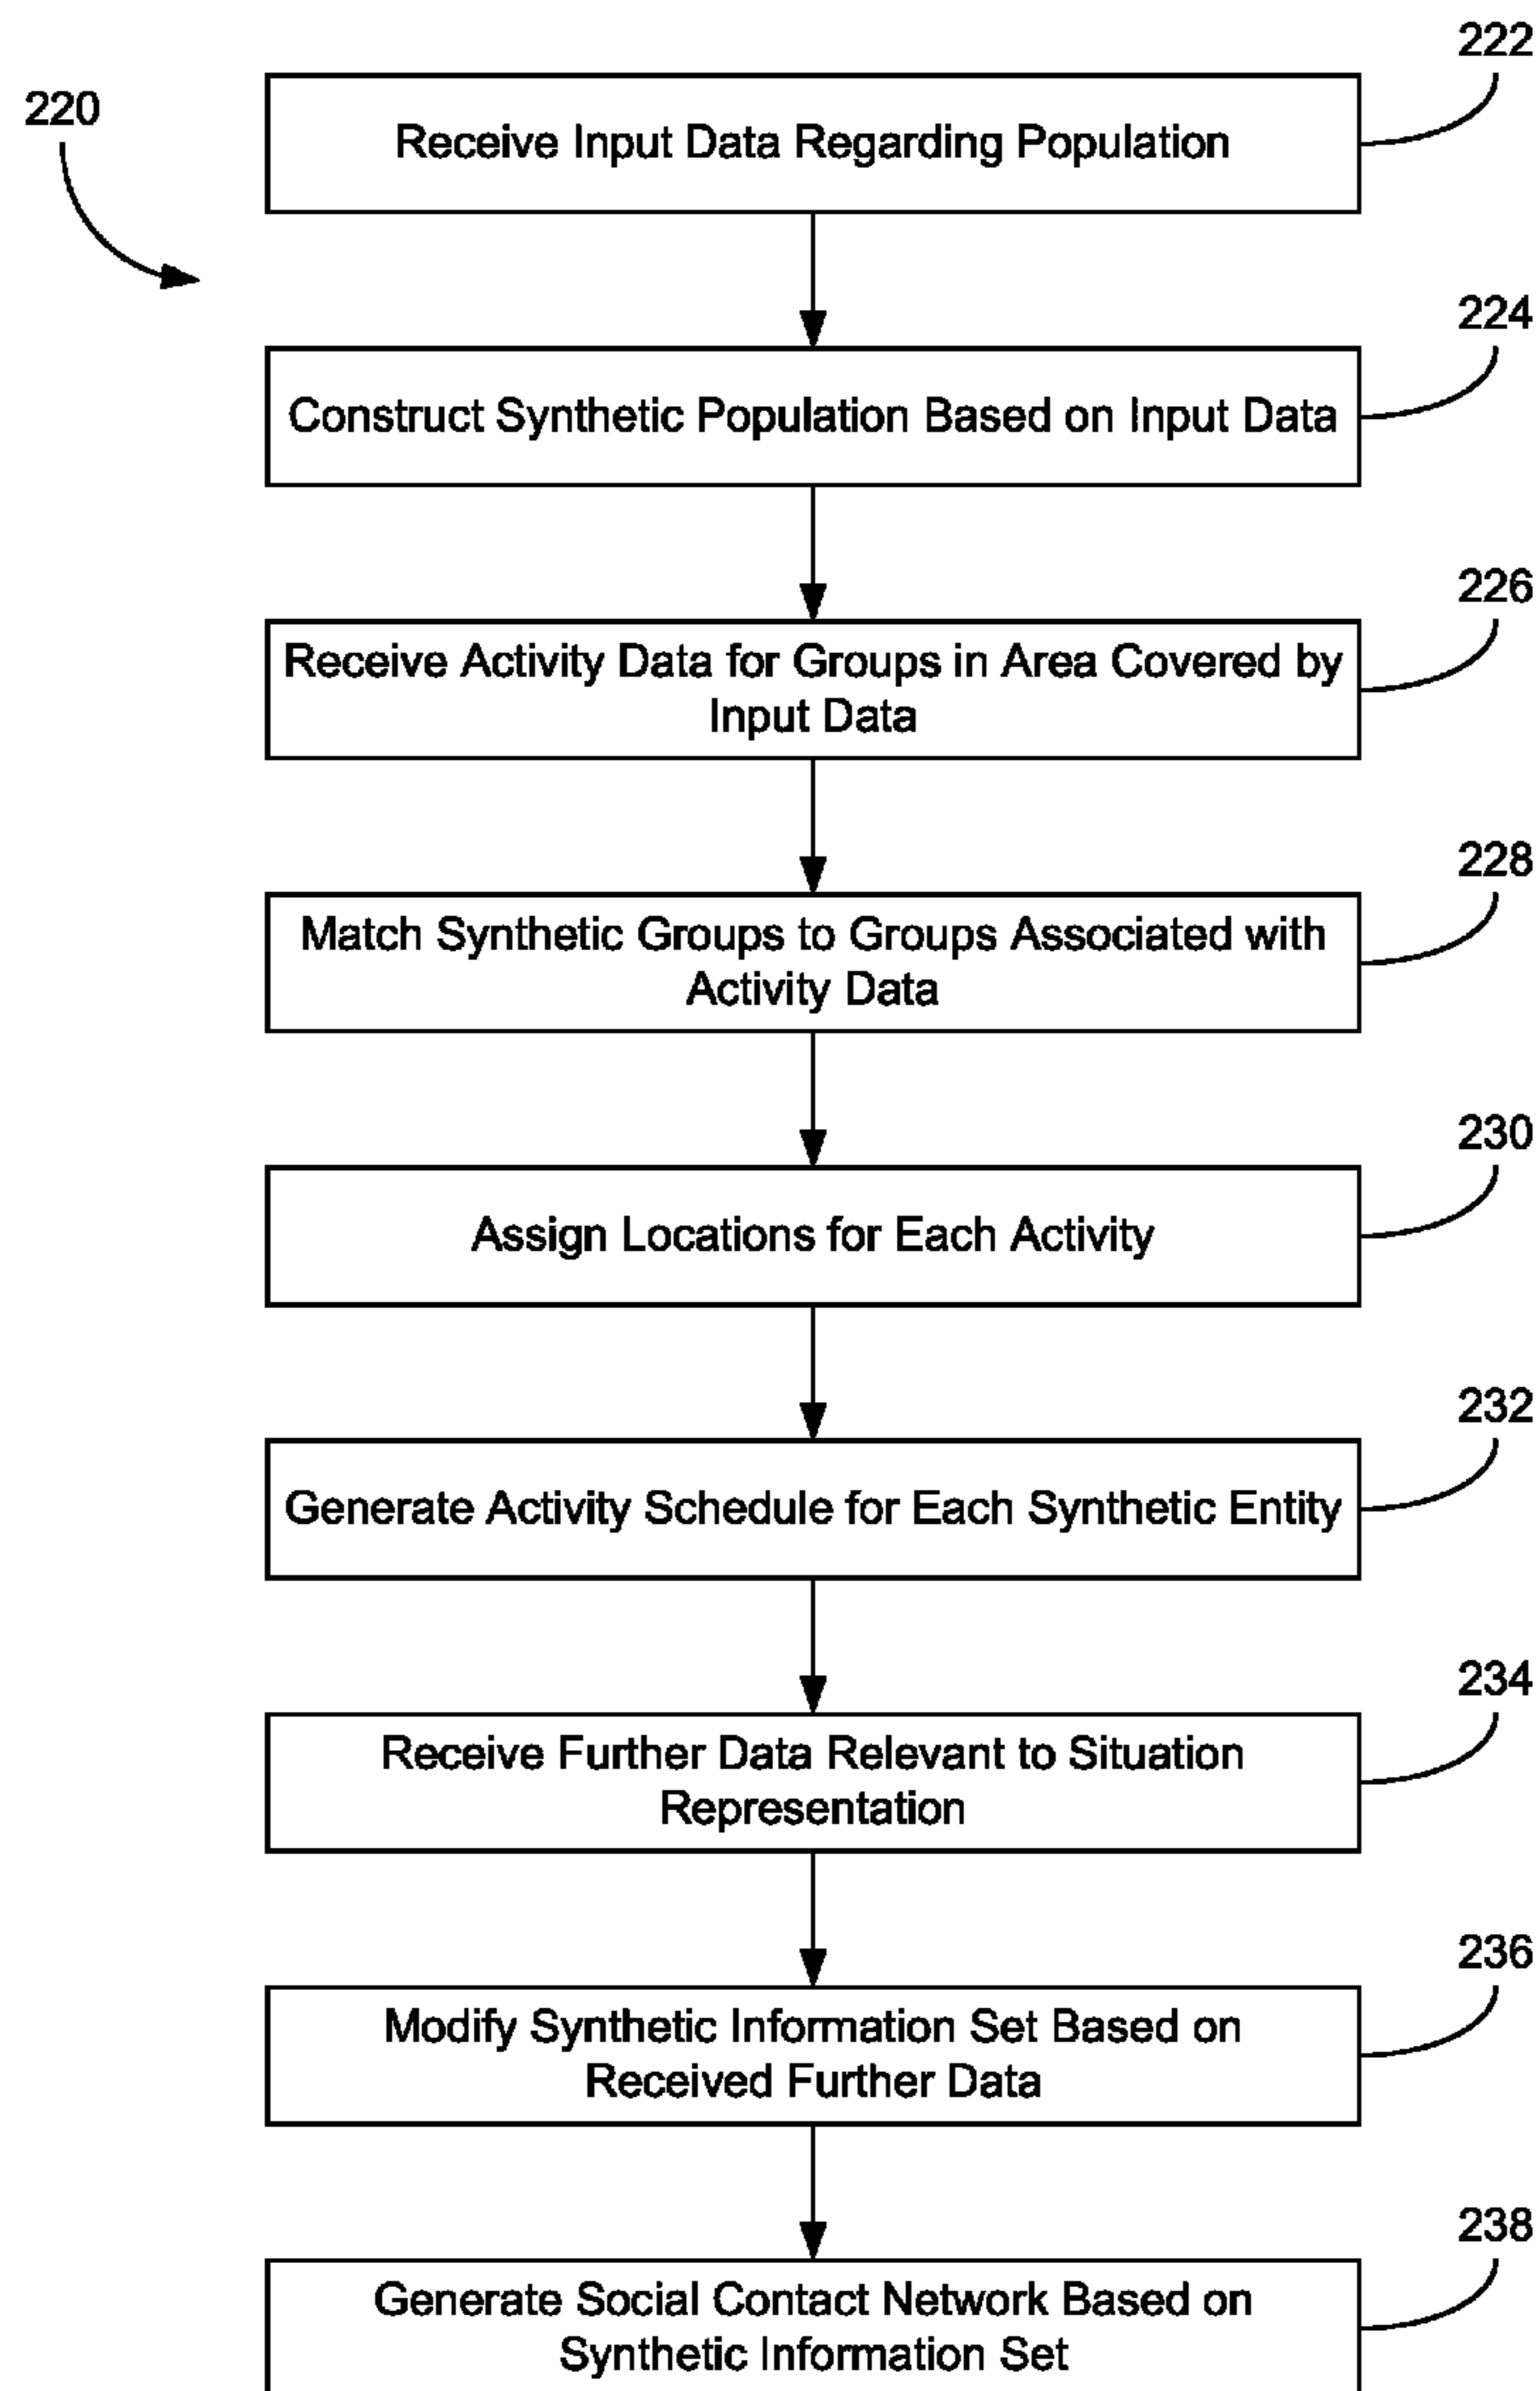 222
220
Receive Input Data Regarding Population
224
Construct Synthetic Population Based on Input Data
226
Receive Activity Data for Groups in Area Covered by
Input Data
228
Match Synthetic Groups to Groups Associated with
Activity Data
230
Assign Locations for Each Activity
232
Generate Activity Schedule for Each Synthetic Entity
234
Receive Further Data Relevant to Situation
Representation
236
Modify Synthetic Information Set Based on
Received Further Data
238
Generate Social Contact Network Based on
Synthetic Information Set